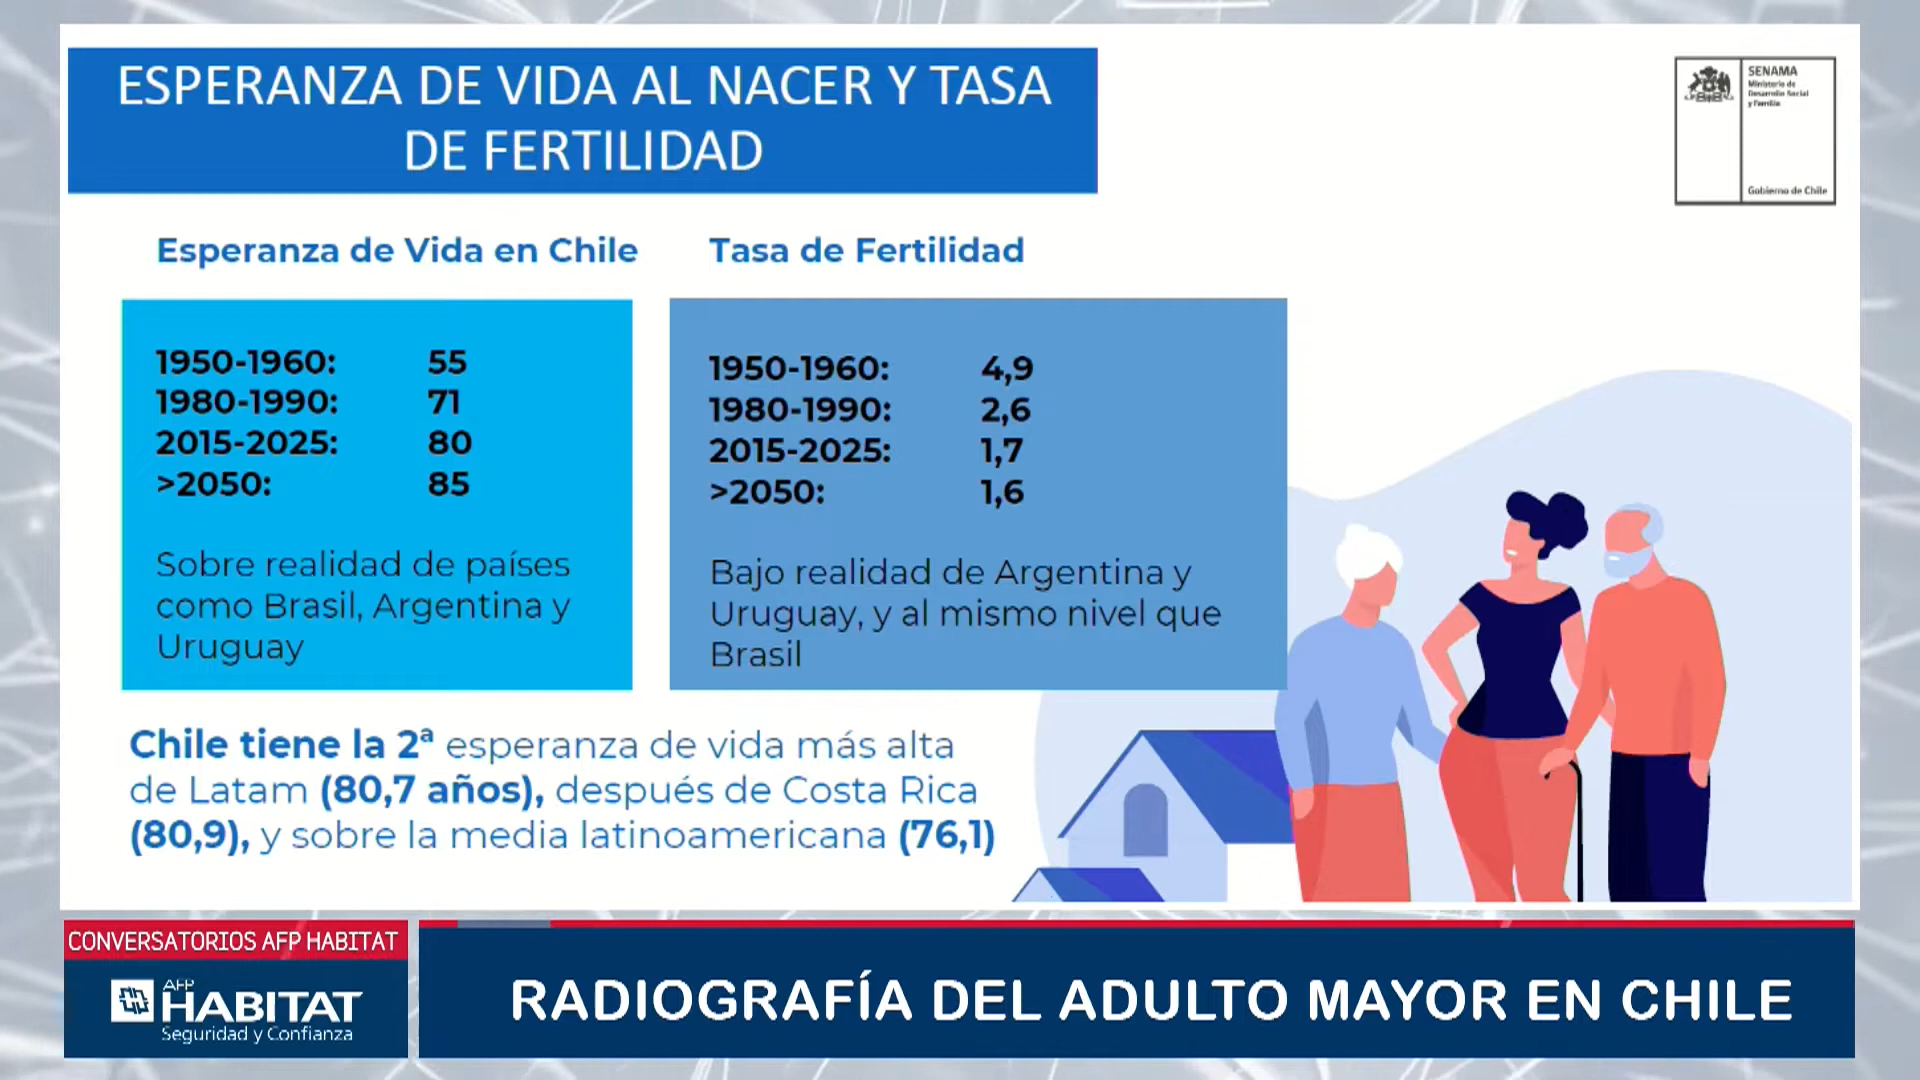 ESPERANZA DE VIDA AL NACER Y TASA
DE FERTILIDAD
SENAMA
Ministerio de
Desarrollo Social
y Familia
Gobierno de Chile
Esperanza de Vida en Chile
1950-1960: 55
1980-1990: 71
2015-2025: 80
>2050: 85
Sobre realidad de países
como Brasil, Argentina y
Uruguay
Tasa de Fertilidad
1950-1960: 4,9
1980-1990: 2,6
2015-2025: 1,7
>2050: 1,6
Bajo realidad de Argentina y
Uruguay, y al mismo nivel que
Brasil
Chile tiene la 2ª esperanza de vida más alta
de Latam (80,7 años), después de Costa Rica
(80,9), y sobre la media latinoamericana (76,1)
CONVERSATORIOS AFP HABITAT
AFP
HABITAT
Seguridad y Confianza
RADIOGRAFÍA DEL ADULTO MAYOR EN CHILE